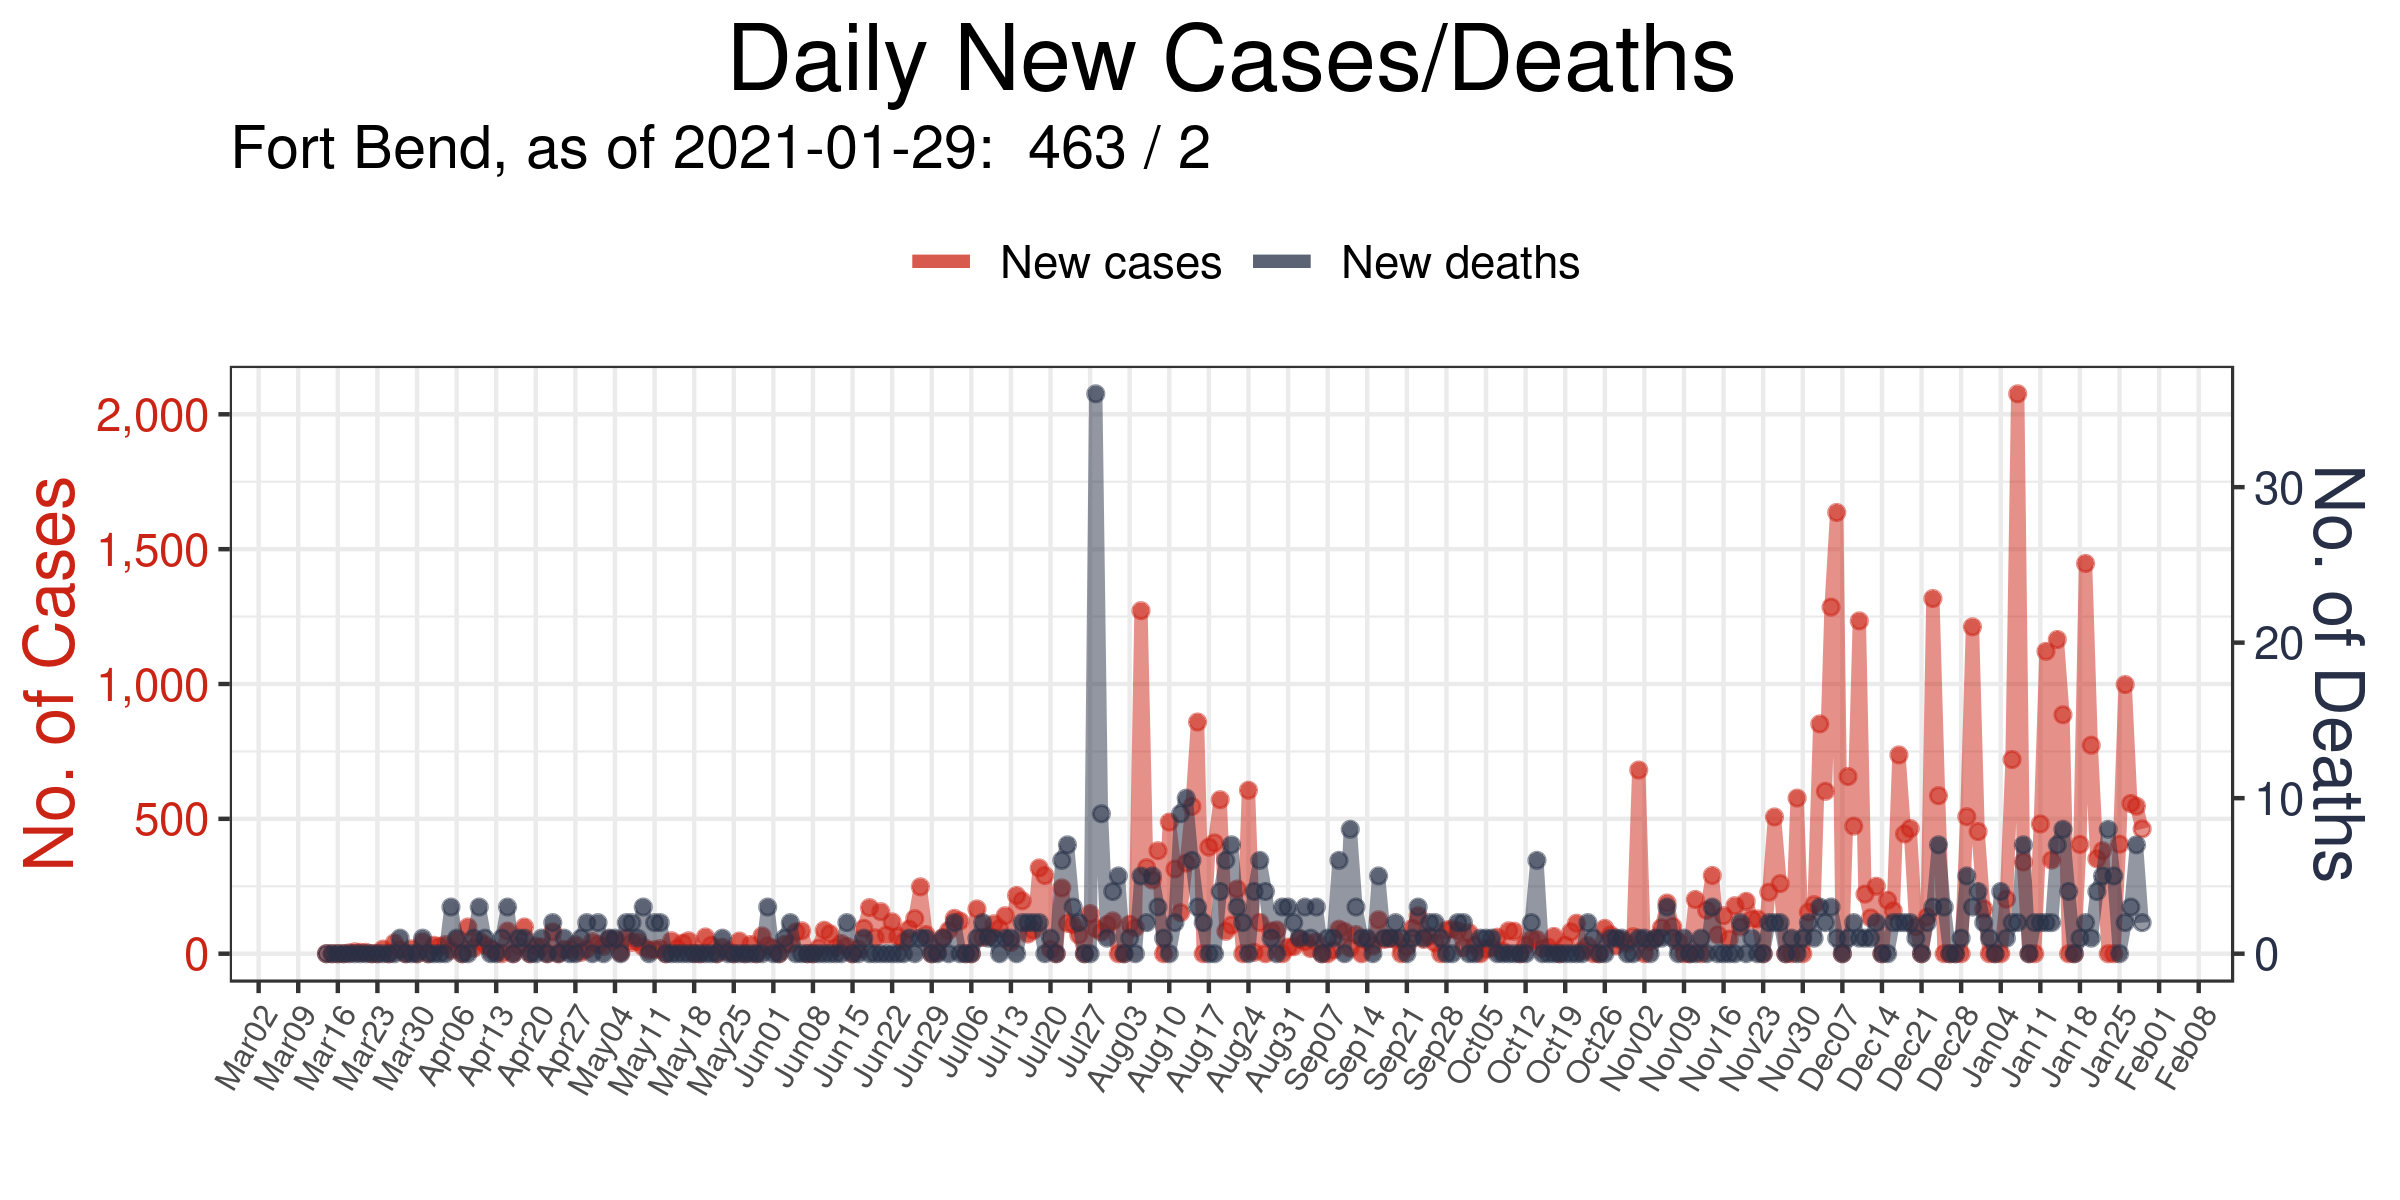 Daily New Cases/Deaths
Fort Bend, as of 2021-01-29:  463 / 2
New cases
New deaths
No. of Cases
2,000
1,500
1,000
500
0
30
20
10
0
No. of Deaths
Mar02
Mar09
Mar16
Mar23
Mar30
Apr06
Apr13
Apr20
Apr27
May04
May11
May18
May25
Jun01
Jun08
Jun15
Jun22
Jun29
Jul06
Jul13
Jul20
Jul27
Aug03
Aug10
Aug17
Aug24
Aug31
Sep07
Sep14
Sep21
Sep28
Oct05
Oct12
Oct19
Oct26
Nov02
Nov09
Nov16
Nov23
Nov30
Dec07
Dec14
Dec21
Dec28
Jan04
Jan11
Jan18
Jan25
Feb01
Feb08